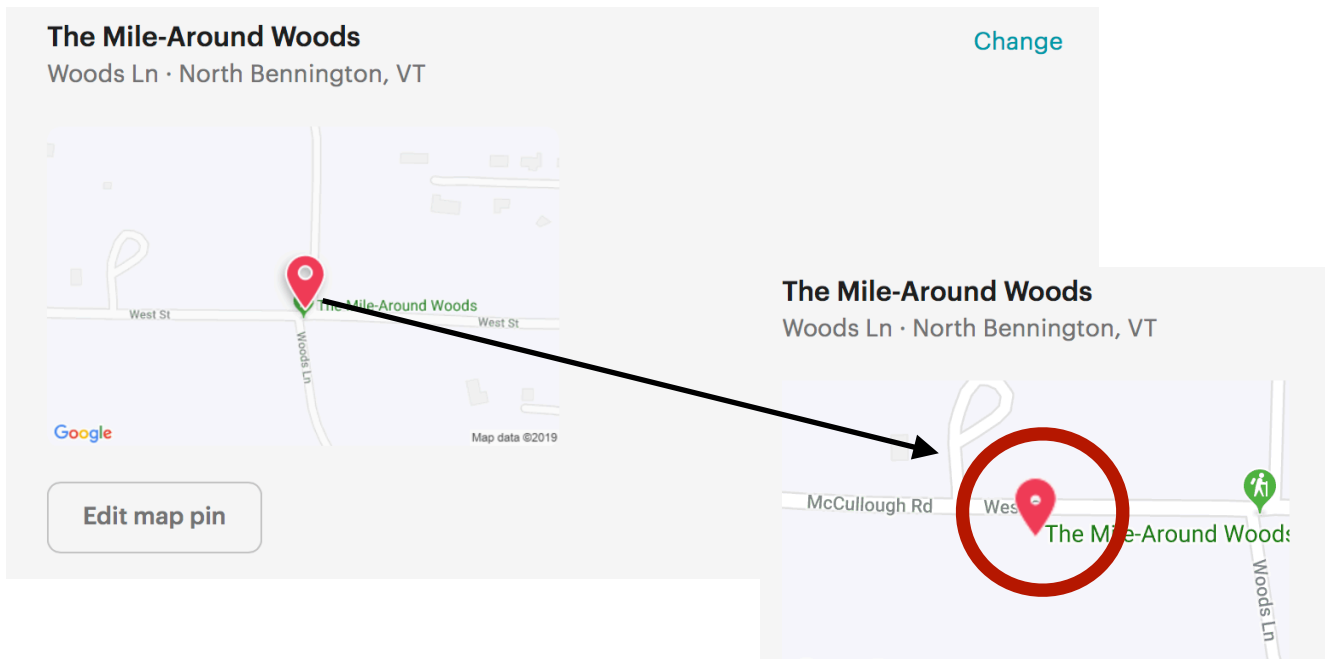 The Mile-Around Woods
Change
Woods Ln · North Bennington, VT
The Mile-Around Woods
West St
West St
Woods Ln
Google
Map data ©2019
Edit map pin
The Mile-Around Woods
Woods Ln · North Bennington, VT
McCullough Rd
Wes
The Mile-Around Woods
Woods Ln